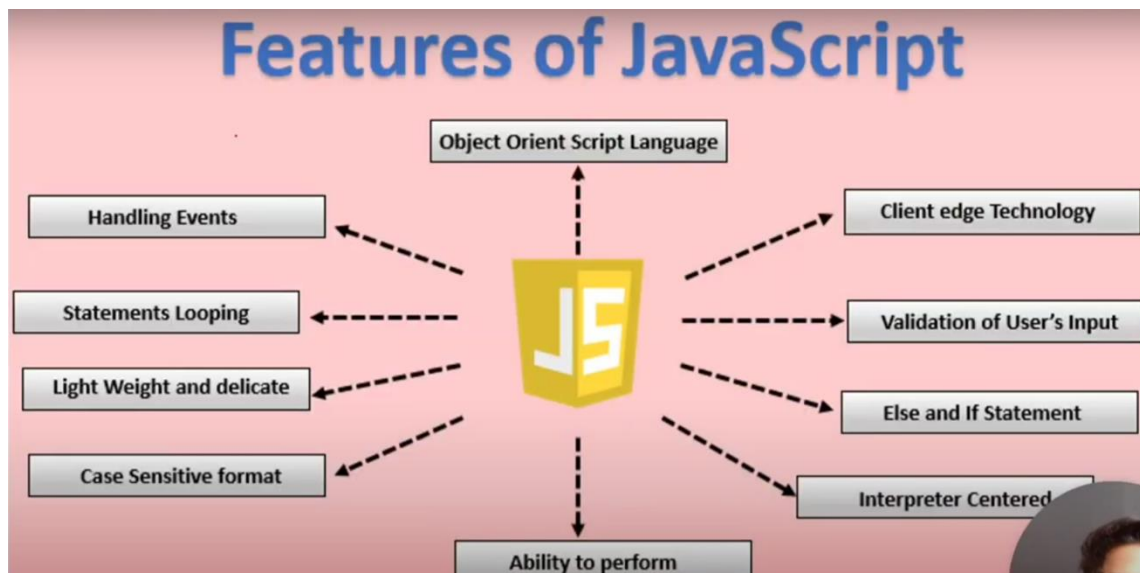 Features of JavaScript
Object Orient Script Language
Handling Events
Client edge Technology
Statements Looping
JS
Validation of User's Input
Light Weight and delicate
Else and If Statement
Case Sensitive format
Interpreter Centered
Ability to perform